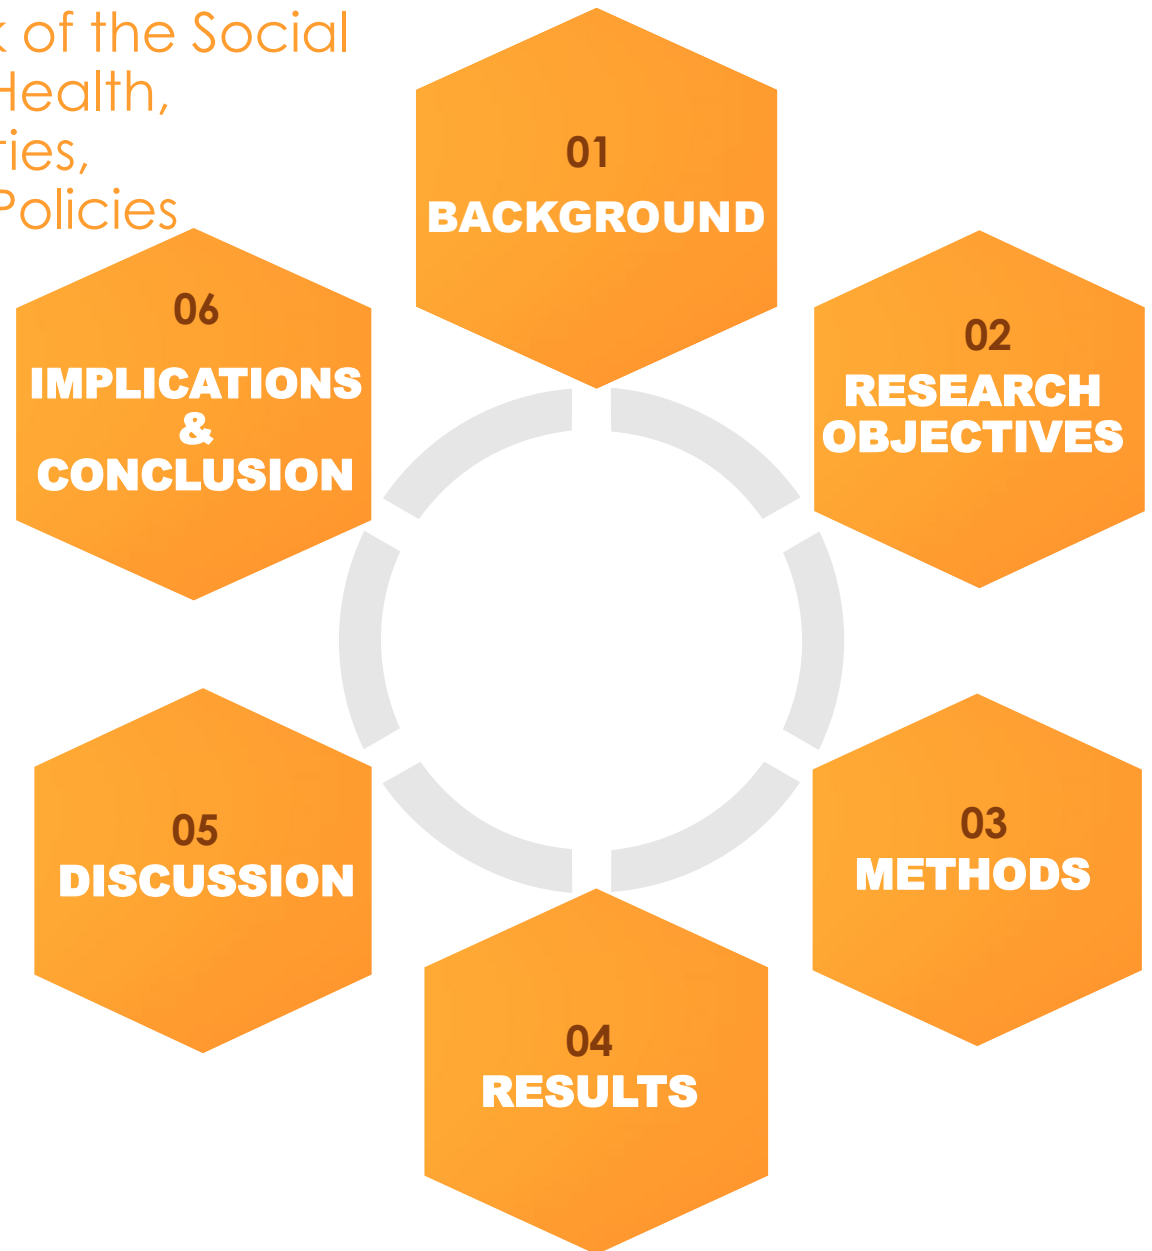 of the Social
Health,
Policies
01
BACKGROUND
02
RESEARCH
OBJECTIVES
03
METHODS
04
RESULTS
05
DISCUSSION
06
IMPLICATIONS
&
CONCLUSION